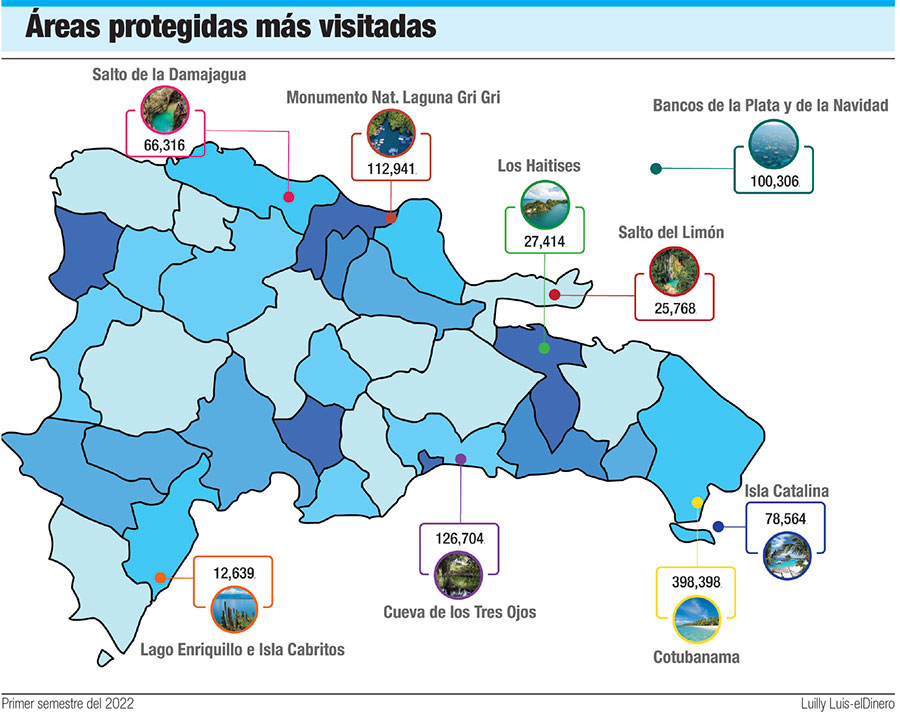 Áreas protegidas más visitadas
Salto de la Damajagua
66,316
Monumento Nat. Laguna Gri Gri
112,941
Bancos de la Plata y de la Navidad
100,306
Los Haitises
27,414
Salto del Limón
25,768
Isla Catalina
78,564
126,704
Cueva de los Tres Ojos
12,639
Lago Enriquillo e Isla Cabritos
398,398
Cotubanama
Primer semestre del 2022
Luilly Luis-elDinero